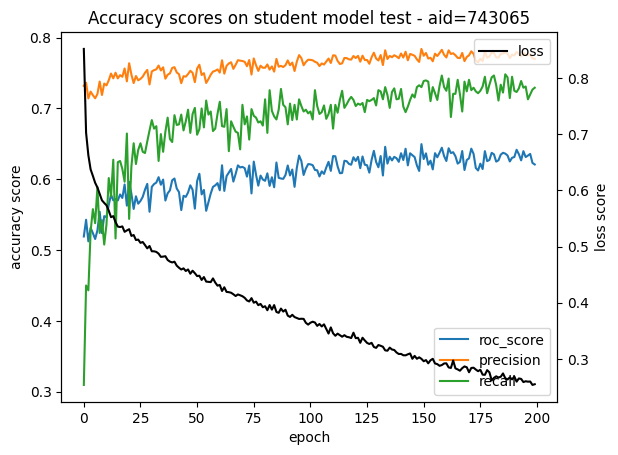 Accuracy scores on student model test - aid=743065
0.8
0.7
0.6
0.5
0.4
0.3
accuracy score
0
25
50
75
100
125
150
175
200
epoch
0.8
0.7
0.6
0.5
0.4
0.3
loss score
loss
roc_score
precision
recall